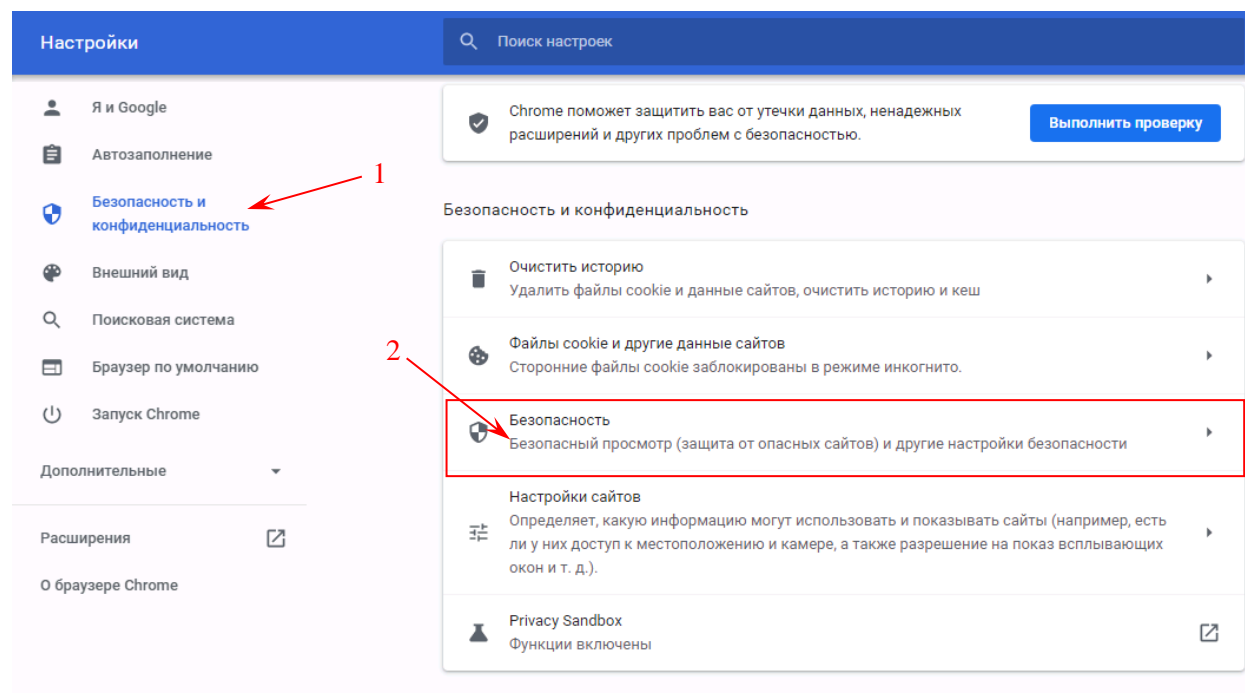 Настройки
Поиск настроек
Я и Google
Автозаполнение
Безопасность и
конфиденциальность
Внешний вид
Поисковая система
Браузер по умолчанию
Запуск Chrome
Дополнительные
Расширения
О браузере Chrome
1
2
Chrome поможет защитить вас от утечки данных, ненадежных
расширений и других проблем с безопасностью.
Выполнить проверку
Безопасность и конфиденциальность
Очистить историю
Удалить файлы cookie и данные сайтов, очистить историю и кеш
Файлы cookie и другие данные сайтов
Сторонние файлы cookie заблокированы в режиме инкогнито.
Безопасность
Безопасный просмотр (защита от опасных сайтов) и другие настройки безопасности
Настройки сайтов
Определяет, какую информацию могут использовать и показывать сайты (например, есть
ли у них доступ к местоположению и камере, а также разрешение на показ всплывающих
окон и т. д.).
Privacy Sandbox
Функции включены